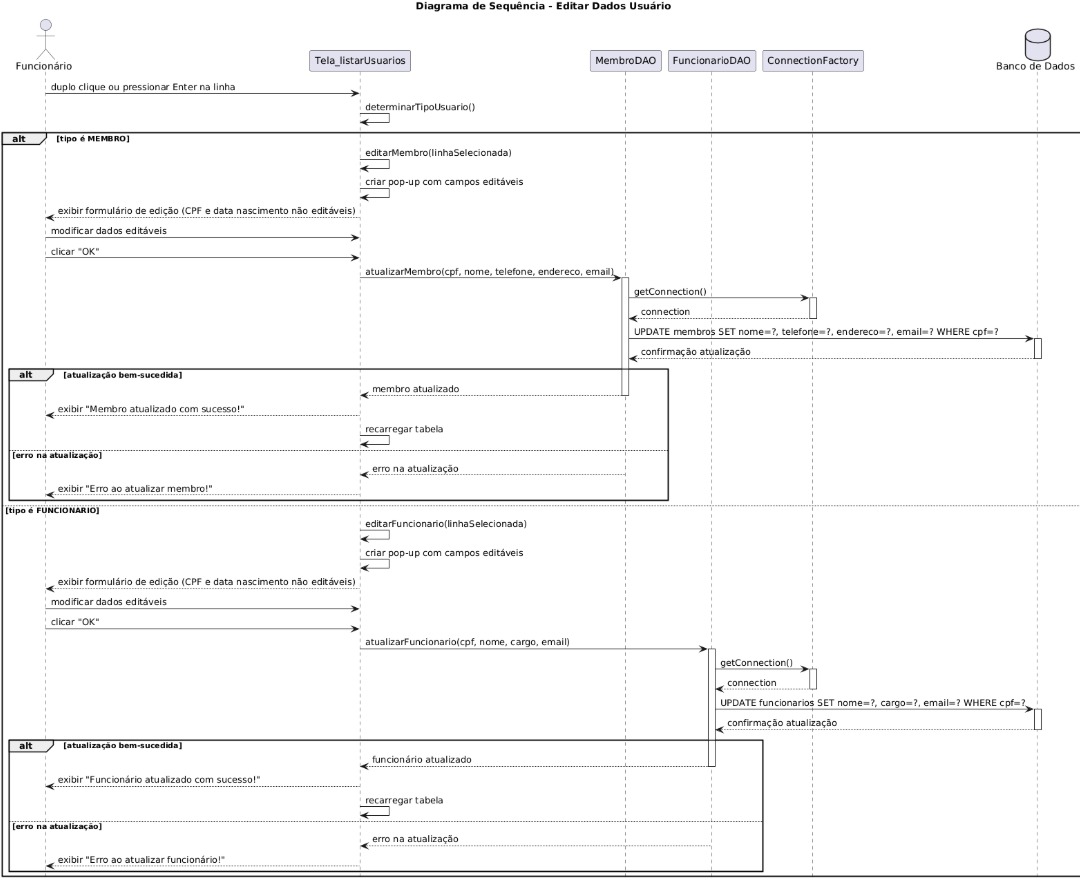 Diagrama de Sequência - Editar Dados Usuário
Funcionário
Tela_listarUsuarios
MembroDAO
FuncionarioDAO
ConnectionFactory
Banco de Dados
duplo clique ou pressionar Enter na linha
determinarTipoUsuario()
alt [tipo é MEMBRO]
editarMembro(linhaSelecionada)
criar pop-up com campos editáveis
exibir formulário de edição (CPF e data nascimento não editáveis)
modificar dados editáveis
clicar "OK"
atualizarMembro(cpf, nome, telefone, endereco, email)
getConnection()
connection
UPDATE membros SET nome=?, telefone=?, endereco=?, email=? WHERE cpf=?
confirmação atualização
alt [atualização bem-sucedida]
membro atualizado
exibir "Membro atualizado com sucesso!"
recarregar tabela
[erro na atualização]
erro na atualização
exibir "Erro ao atualizar membro!"
[tipo é FUNCIONARIO]
editarFuncionario(linhaSelecionada)
criar pop-up com campos editáveis
exibir formulário de edição (CPF e data nascimento não editáveis)
modificar dados editáveis
clicar "OK"
atualizarFuncionario(cpf, nome, cargo, email)
getConnection()
connection
UPDATE funcionarios SET nome=?, cargo=?, email=? WHERE cpf=?
confirmação atualização
alt [atualização bem-sucedida]
funcionário atualizado
exibir "Funcionário atualizado com sucesso!"
recarregar tabela
[erro na atualização]
erro na atualização
exibir "Erro ao atualizar funcionário!"